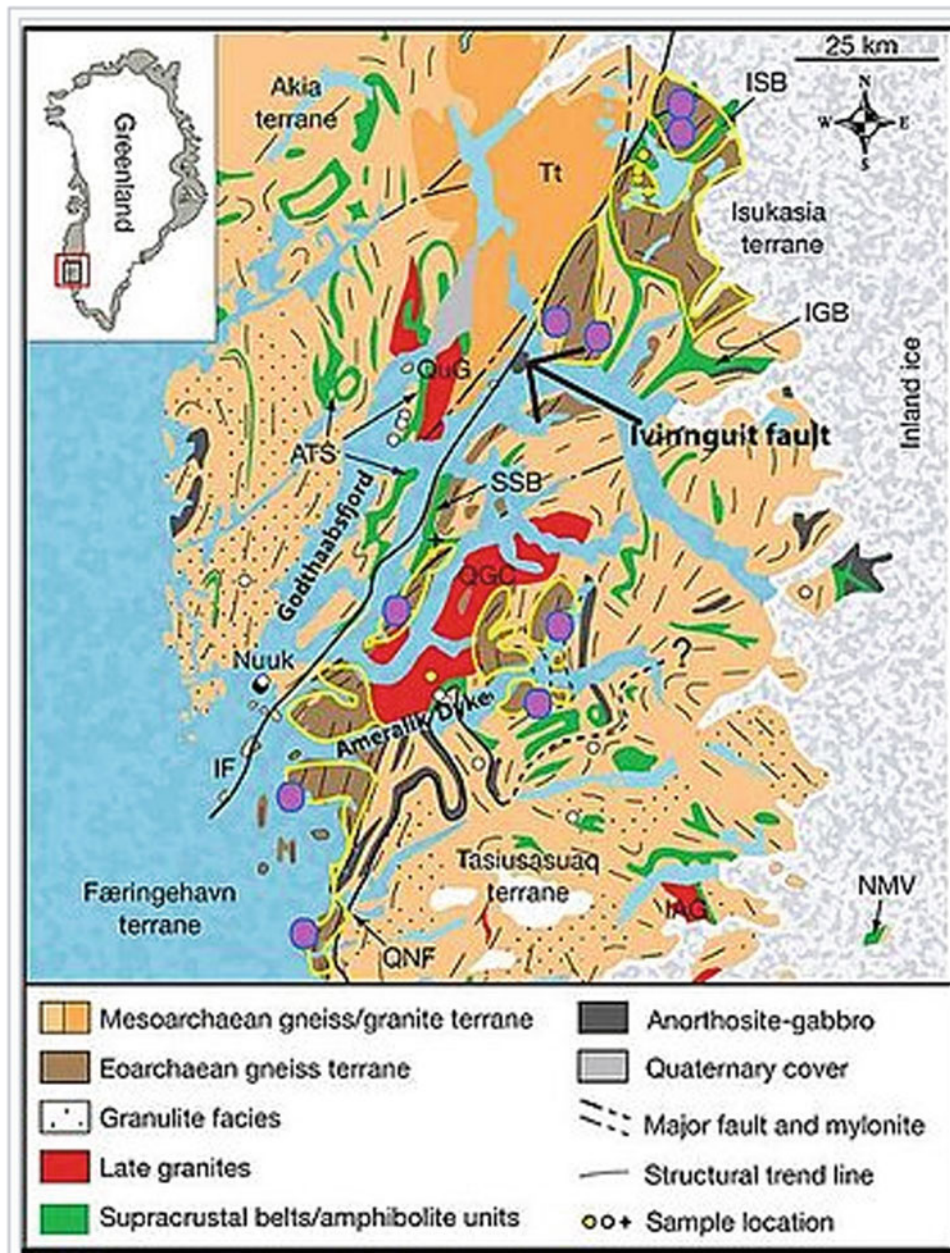 25 km
N
W
E
S
Greenland
Akia
terrane
ISB
Tt
Isukasia
terrane
IGB
QuG
Inland ice
Ivinnguit fault
ATS
SSB
Godthaabsfjord
QGC
Nuuk
?
Ameralik Dyke
IF
Færingehavn
terrane
Tasiusasuaq
terrane
IAG
NMV
QNF
Mesoarchaean gneiss/granite terrane
Eoarchaean gneiss terrane
Granulite facies
Late granites
Supracrustal belts/amphibolite units
Anorthosite-gabbro
Quaternary cover
Major fault and mylonite
Structural trend line
Sample location